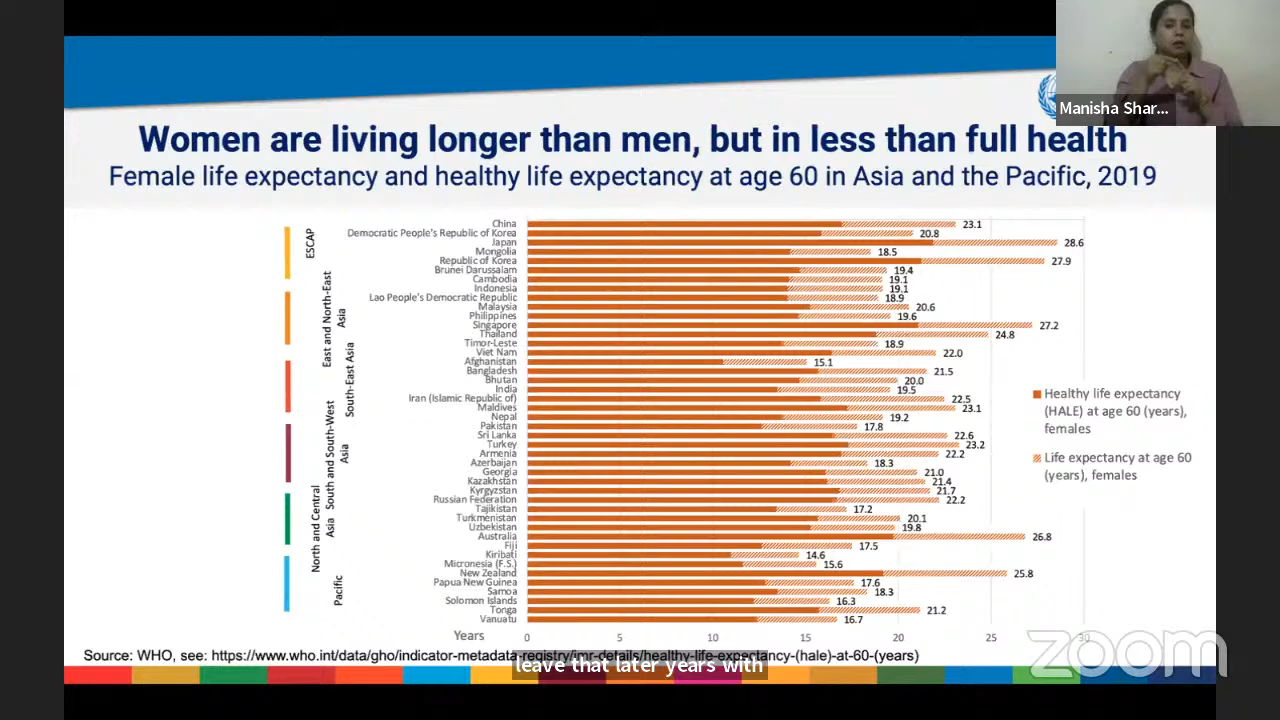 Manisha Shar...
Women are living longer than men, but in less than full health
Female life expectancy and healthy life expectancy at age 60 in Asia and the Pacific, 2019
ESCAP
East and North-East
Asia
South-East Asia
South and South-West
Asia
North and Central
Asia
Pacific
China 23.1
Democratic People's Republic of Korea 20.8
Japan 28.6
Mongolia 18.5
Republic of Korea 27.9
Brunei Darussalam 19.4
Cambodia 19.1
Indonesia 19.1
Lao People's Democratic Republic 18.9
Malaysia 20.6
Philippines 19.6
Singapore 27.2
Thailand 24.8
Timor-Leste 18.9
Viet Nam 22.0
Afghanistan 15.1
Bangladesh 21.5
Bhutan 20.0
India 19.5
Iran (Islamic Republic of) 22.5
Maldives 23.1
Nepal 19.2
Pakistan 17.8
Sri Lanka 22.6
Turkey 23.2
Armenia 22.2
Azerbaijan 18.3
Georgia 21.0
Kazakhstan 21.4
Kyrgyzstan 21.7
Russian Federation 22.2
Tajikistan 17.2
Turkmenistan 20.1
Uzbekistan 19.8
Australia 26.8
Fiji 17.5
Kiribati 14.6
Micronesia (F.S.) 15.6
New Zealand 25.8
Papua New Guinea 17.6
Samoa 18.3
Solomon Islands 16.3
Tonga 21.2
Vanuatu 16.7
Years 0 5 10 15 20 25 30
Healthy life expectancy
(HALE) at age 60 (years),
females
Life expectancy at age 60
(years), females
Source: WHO, see: https://www.who.int/data/gho/indicator-metadata-registry/imr-details/healthy-life-expectancy-(hale)-at-60-(years)
leave that later years with
zoom